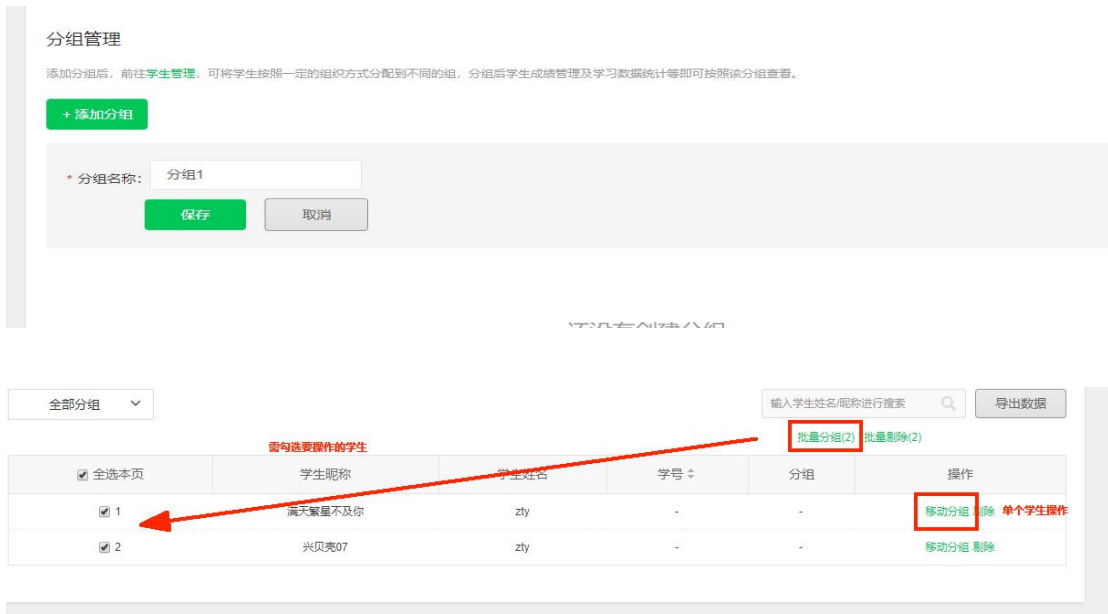 分组管理
添加分组后，前往学生管理，可将学生按照一定的组织方式分配到不同的组，分组后学生成绩管理及学习数据统计等即可按照该分组查看。
+ 添加分组
* 分组名称： 分组1
保存 取消
还没有创建分组
全部分组 输入学生姓名/昵称进行搜索 导出数据
批量分组(2) 批量删除(2)
需勾选要操作的学生
全选本页 学生昵称 学生姓名 学号 分组 操作
1 满天繁星不及你 zty - - 移动分组 删除 单个学生操作
2 兴贝壳07 zty - - 移动分组 删除